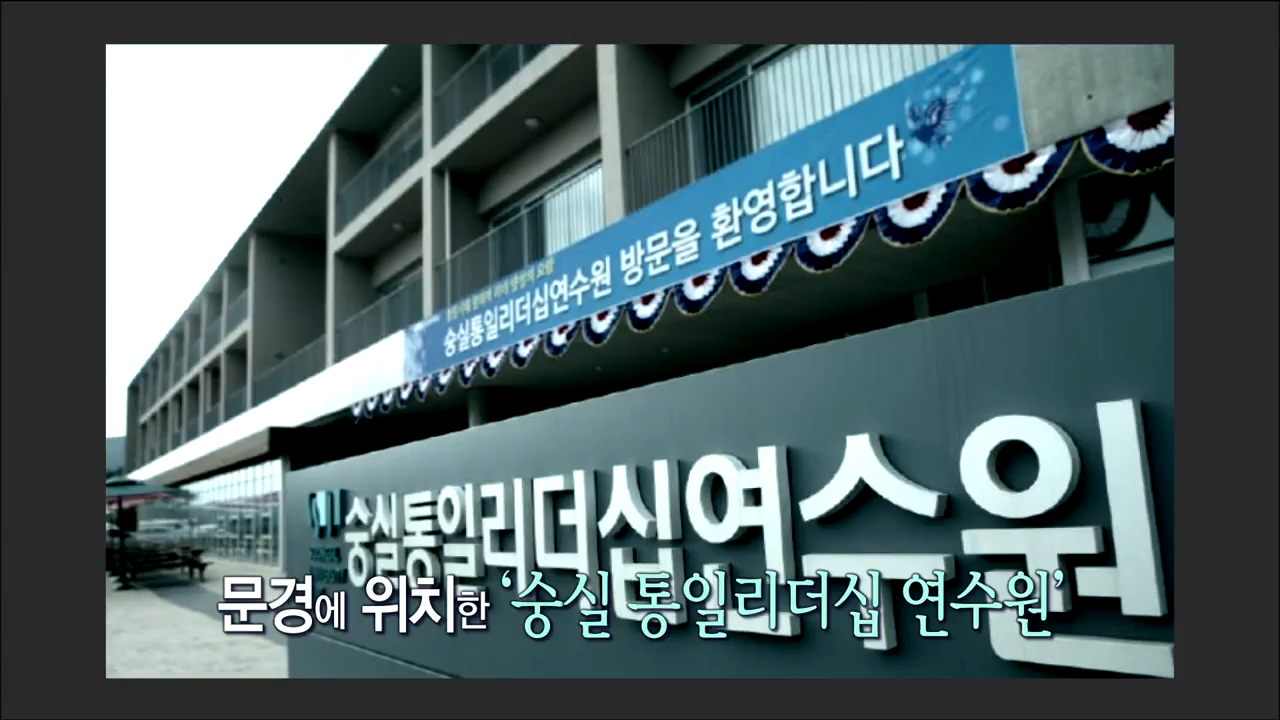 숭실통일리더십연수원 방문을 환영합니다
숭실통일리더십연수원
문경에 위치한 ‘숭실 통일리더십 연수원’